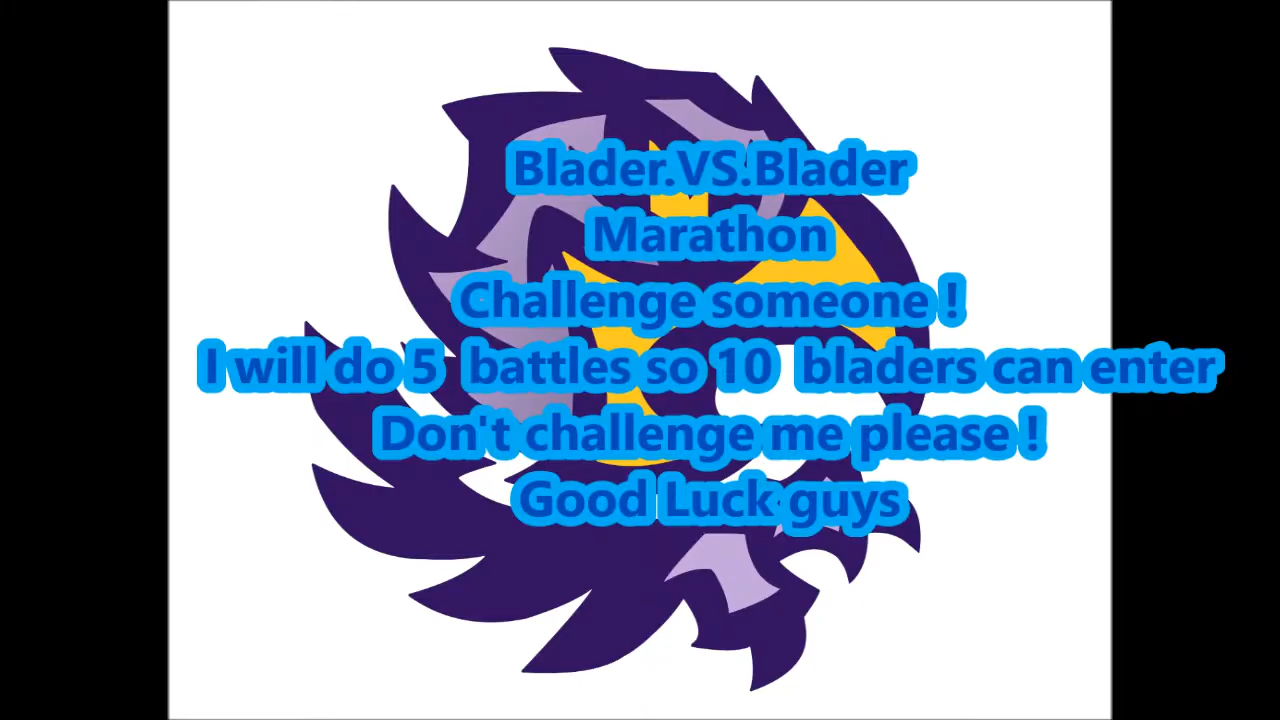 Blader.VS.Blader
Marathon
Challenge someone !
I will do 5  battles so 10  bladers can enter
Don't challenge me please !
Good Luck guys